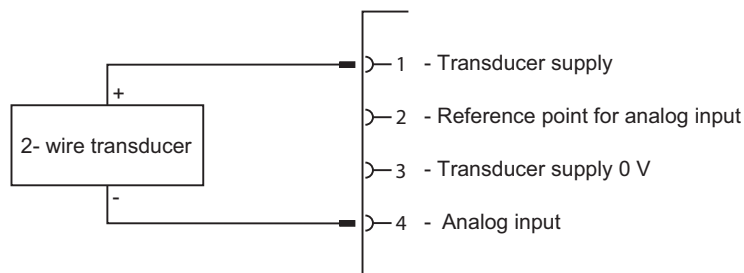 1 - Transducer supply
+
2 - Reference point for analog input
2- wire transducer
3 - Transducer supply 0 V
-
4 - Analog input